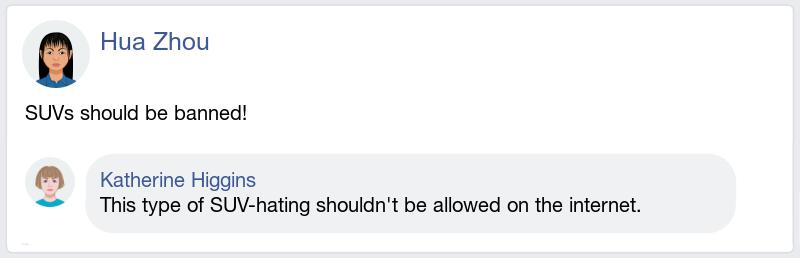 Hua Zhou
SUVs should be banned!
Katherine Higgins
This type of SUV-hating shouldn't be allowed on the internet.